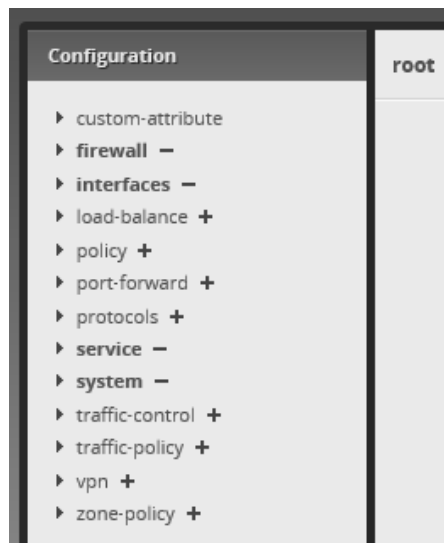 Configuration
root
custom-attribute
firewall −
interfaces −
load-balance +
policy +
port-forward +
protocols +
service −
system −
traffic-control +
traffic-policy +
vpn +
zone-policy +